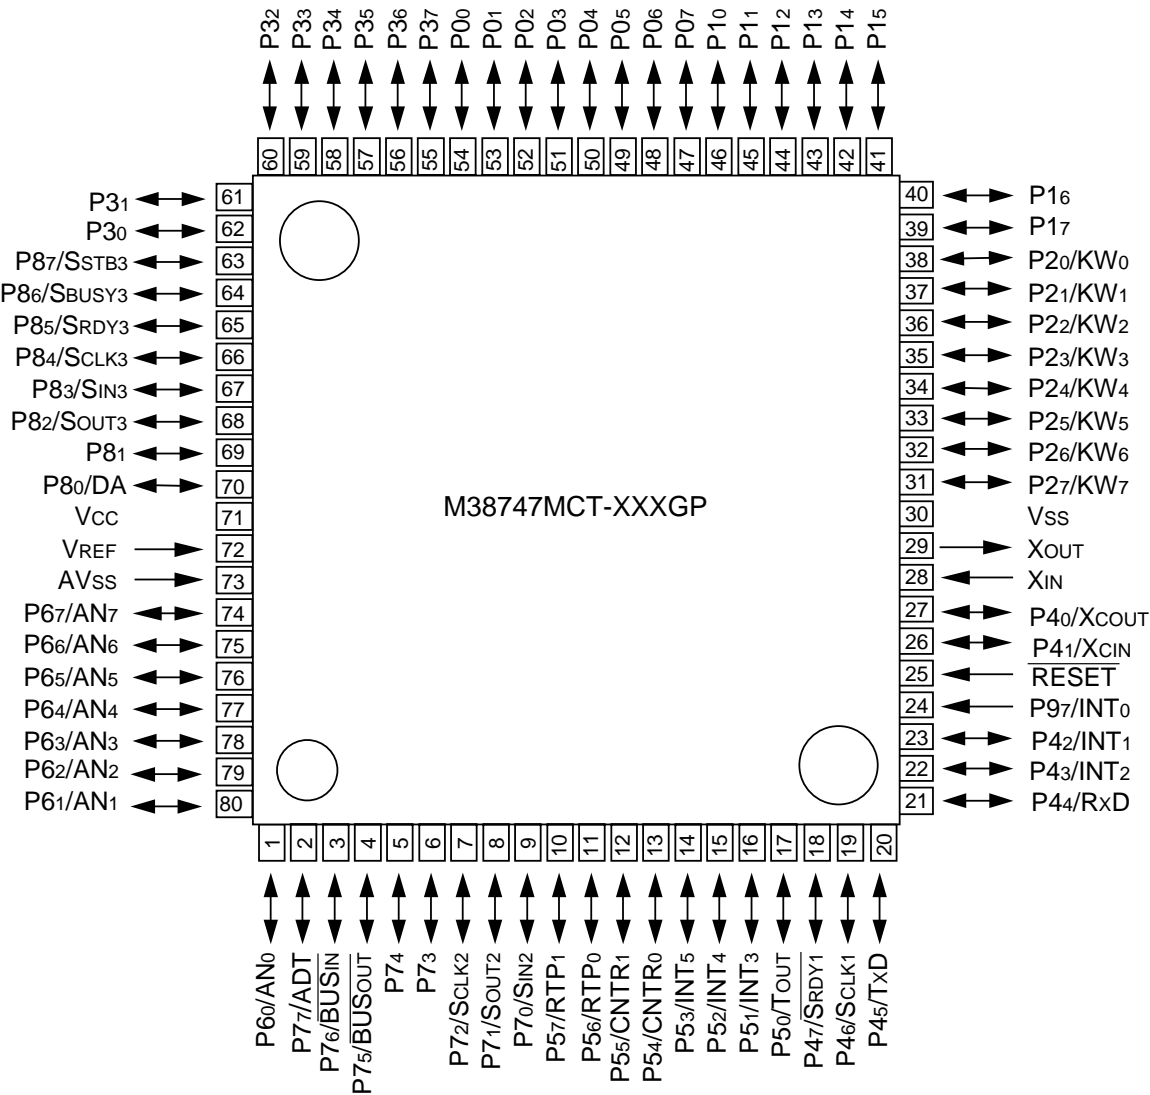 P32 P33 P34 P35 P36 P37 P00 P01 P02 P03 P04 P05 P06 P07 P10 P11 P12 P13 P14 P15
60 59 58 57 56 55 54 53 52 51 50 49 48 47 46 45 44 43 42 41
P31 61
P30 62
P87/SSTB3 63
P86/SBUSY3 64
P85/SRDY3 65
P84/SCLK3 66
P83/SIN3 67
P82/SOUT3 68
P81 69
P80/DA 70
VCC 71
VREF 72
AVSS 73
P67/AN7 74
P66/AN6 75
P65/AN5 76
P64/AN4 77
P63/AN3 78
P62/AN2 79
P61/AN1 80
M38747MCT-XXXGP
40 P16
39 P17
38 P20/KW0
37 P21/KW1
36 P22/KW2
35 P23/KW3
34 P24/KW4
33 P25/KW5
32 P26/KW6
31 P27/KW7
30 VSS
29 XOUT
28 XIN
27 P40/XCOUT
26 P41/XCIN
25 RESET
24 P97/INT0
23 P42/INT1
22 P43/INT2
21 P44/RXD
1 2 3 4 5 6 7 8 9 10 11 12 13 14 15 16 17 18 19 20
P60/AN0
P77/ADT
P76/BUSIN
P75/BUSOUT
P74
P73
P72/SCLK2
P71/SOUT2
P70/SIN2
P57/RTP1
P56/RTP0
P55/CNTR1
P54/CNTR0
P53/INT5
P52/INT4
P51/INT3
P50/TOUT
P47/SRDY1
P46/SCLK1
P45/TXD